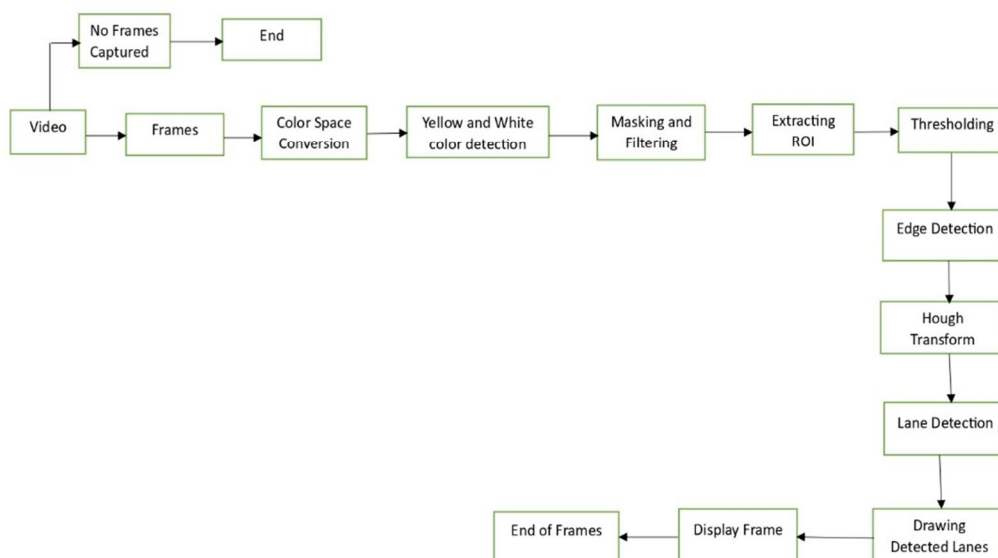 No Frames
Captured
End
Video
Frames
Color Space
Conversion
Yellow and White
color detection
Masking and
Filtering
Extracting
ROI
Thresholding
Edge Detection
Hough
Transform
Lane Detection
Drawing
Detected Lanes
Display Frame
End of Frames